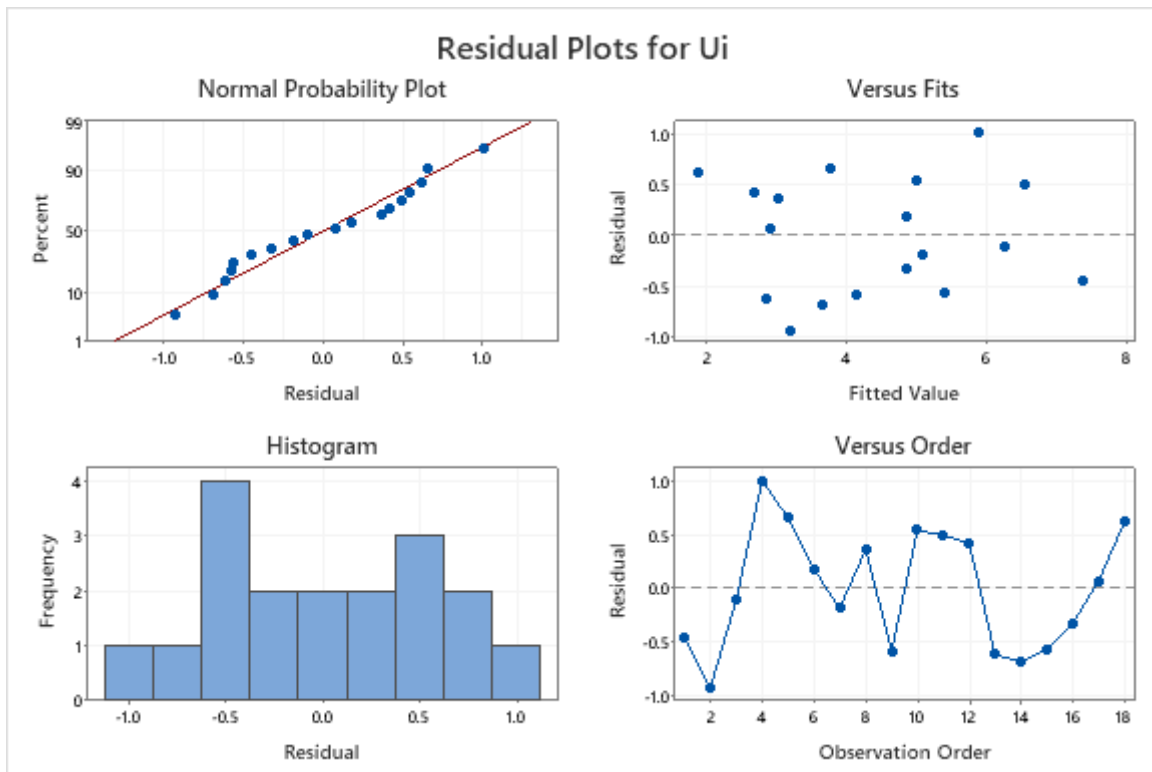 Residual Plots for Ui
Normal Probability Plot
99
90
50
10
1
Percent
-1.0 -0.5 0.0 0.5 1.0
Residual
Versus Fits
1.0
0.5
0.0
-0.5
-1.0
Residual
2 4 6 8
Fitted Value
Histogram
4
3
2
1
0
Frequency
-1.0 -0.5 0.0 0.5 1.0
Residual
Versus Order
1.0
0.5
0.0
-0.5
-1.0
Residual
2 4 6 8 10 12 14 16 18
Observation Order